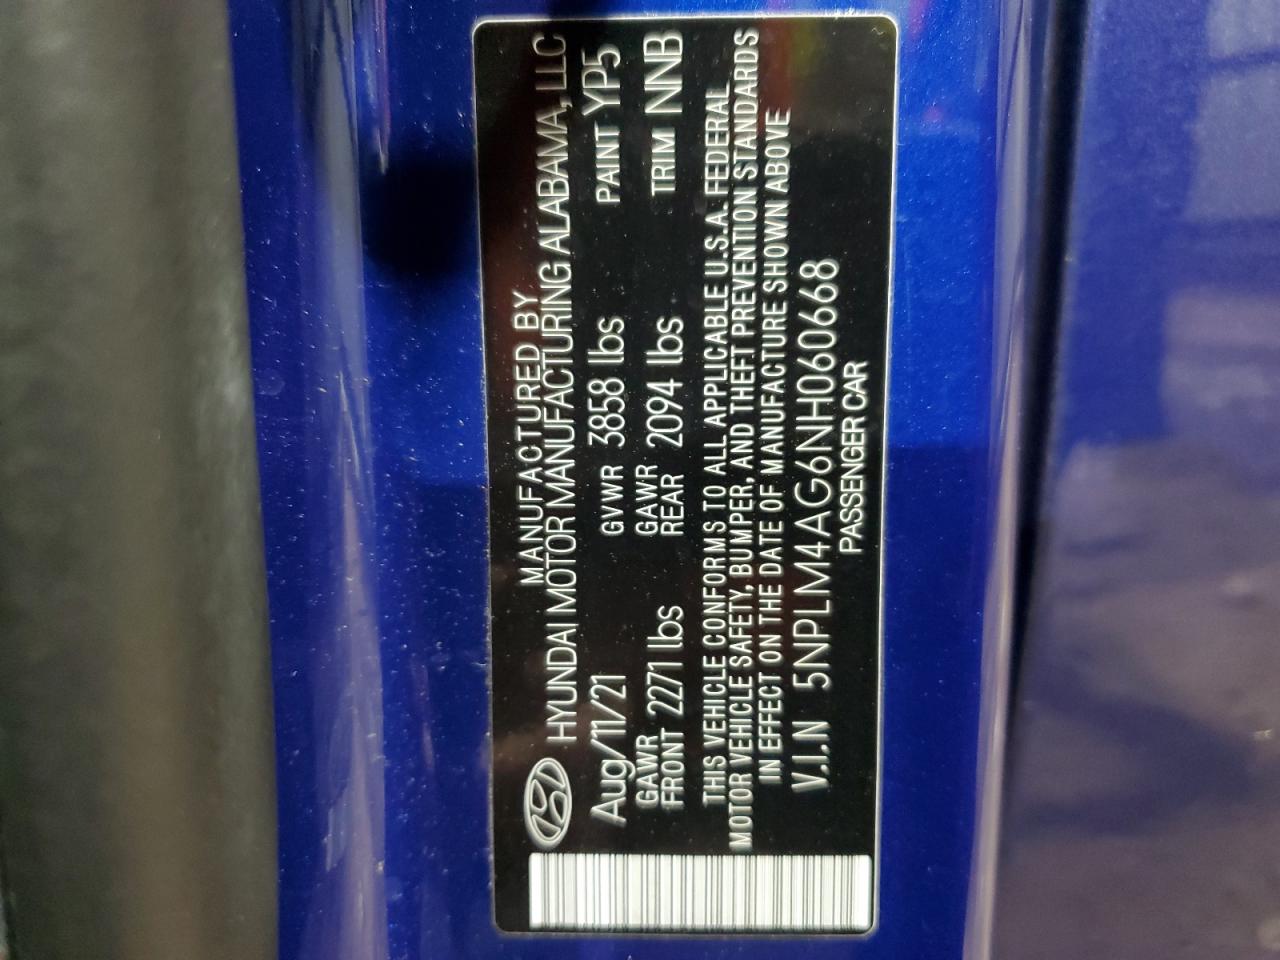 MANUFACTURED BY
HYUNDAI MOTOR MANUFACTURING ALABAMA, LLC
Aug/11/21 GVWR 3858 lbs PAINT YP5
GAWR FRONT 2271 lbs GAWR REAR 2094 lbs TRIM NNB
THIS VEHICLE CONFORMS TO ALL APPLICABLE U.S.A. FEDERAL
MOTOR VEHICLE SAFETY, BUMPER, AND THEFT PREVENTION STANDARDS
IN EFFECT ON THE DATE OF MANUFACTURE SHOWN ABOVE
V.I.N 5NPLM4AG6NH060668
PASSENGER CAR